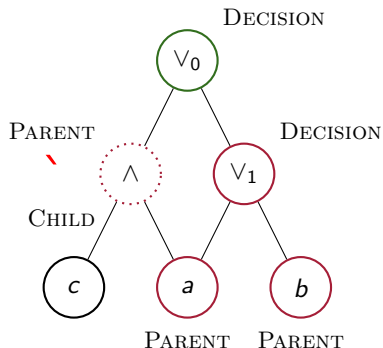 DECISION
∨₀
PARENT
DECISION
∧
∨₁
CHILD
c
a
b
PARENT
PARENT